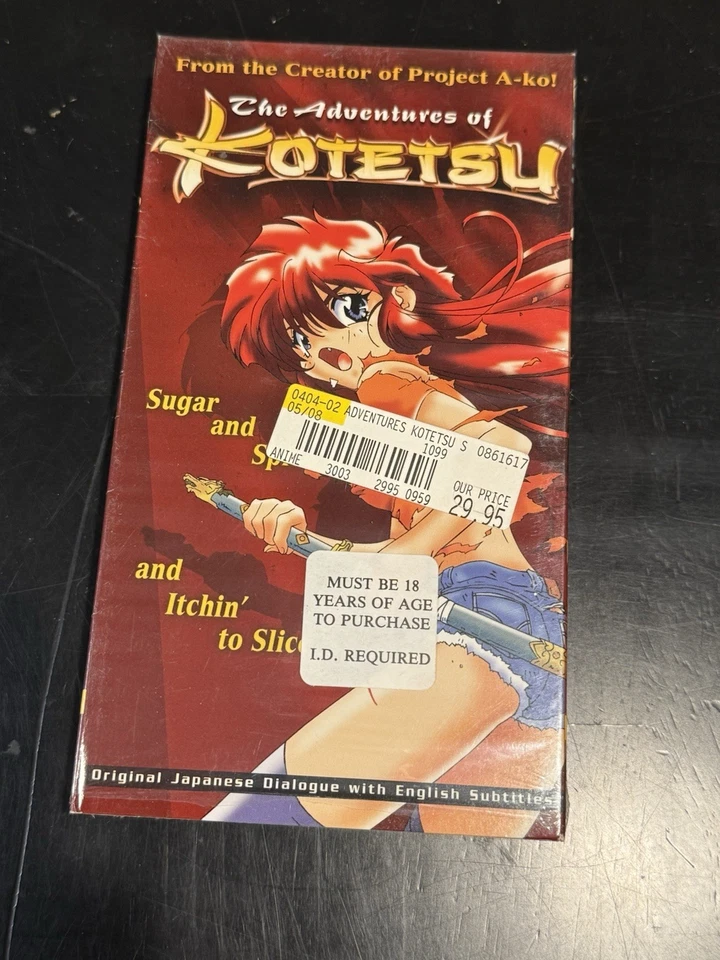 From the Creator of Project A-ko!
The Adventures of
KOTETSU
Sugar
and
0404-02 ADVENTURES KOTETSU S 0861617
05/08
1099
ANIME 3003 2995 0959
OUR PRICE
29.95
and
Itchin'
to Slice
MUST BE 18
YEARS OF AGE
TO PURCHASE
I.D. REQUIRED
Original Japanese Dialogue with English Subtitles